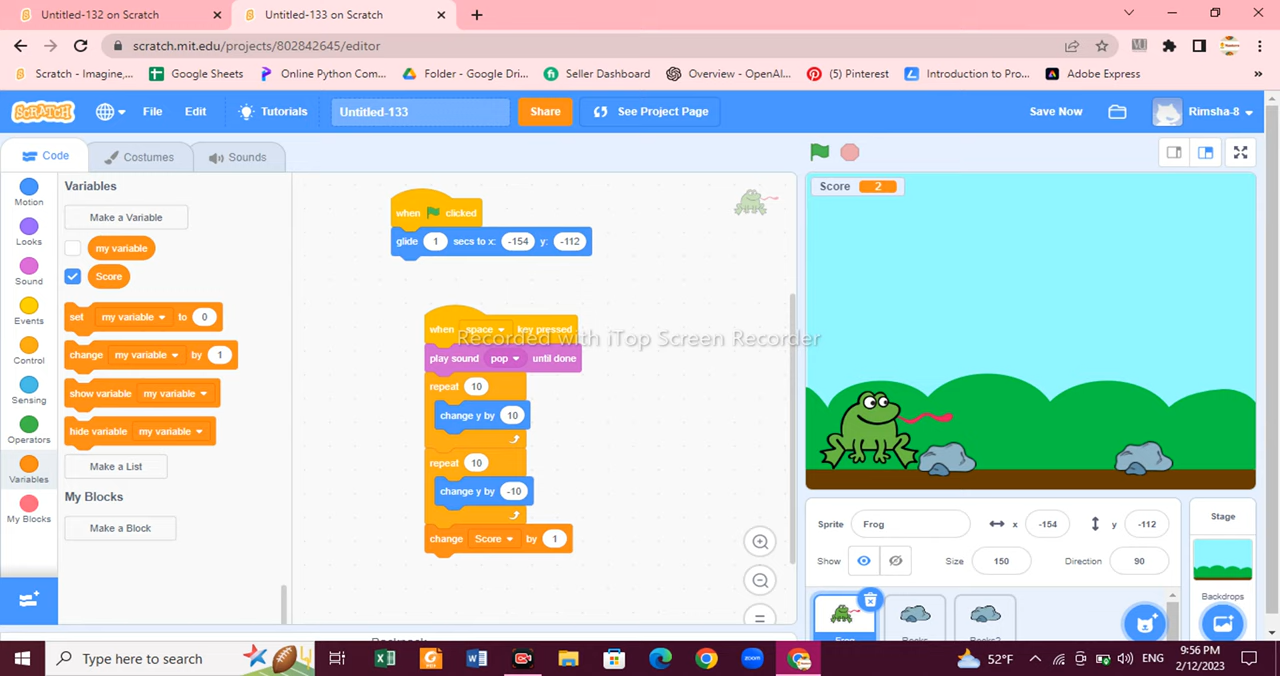 Untitled-132 on Scratch
Untitled-133 on Scratch
scratch.mit.edu/projects/802842645/editor
Scratch - Imagine,...
Google Sheets
Online Python Com...
Folder - Google Dri...
Seller Dashboard
Overview - OpenAI...
(5) Pinterest
Introduction to Pro...
Adobe Express
»
SCRATCH
File
Edit
Tutorials
Untitled-133
Share
See Project Page
Save Now
Rimsha-8
Code
Costumes
Sounds
Motion
Looks
Sound
Events
Control
Sensing
Operators
Variables
My Blocks
Variables
Make a Variable
my variable
Score
set my variable to 0
change my variable by 1
show variable my variable
hide variable my variable
Make a List
My Blocks
Make a Block
when clicked
glide 1 secs to x: -154 y: -112
when space key pressed
play sound pop until done
repeat 10
change y by 10
repeat 10
change y by -10
change Score by 1
Recorded with iTop Screen Recorder
Score 2
Sprite Frog x -154 y -112
Show Size 150 Direction 90
Stage
Backdrops
Type here to search
52°F
ENG
9:56 PM
2/12/2023